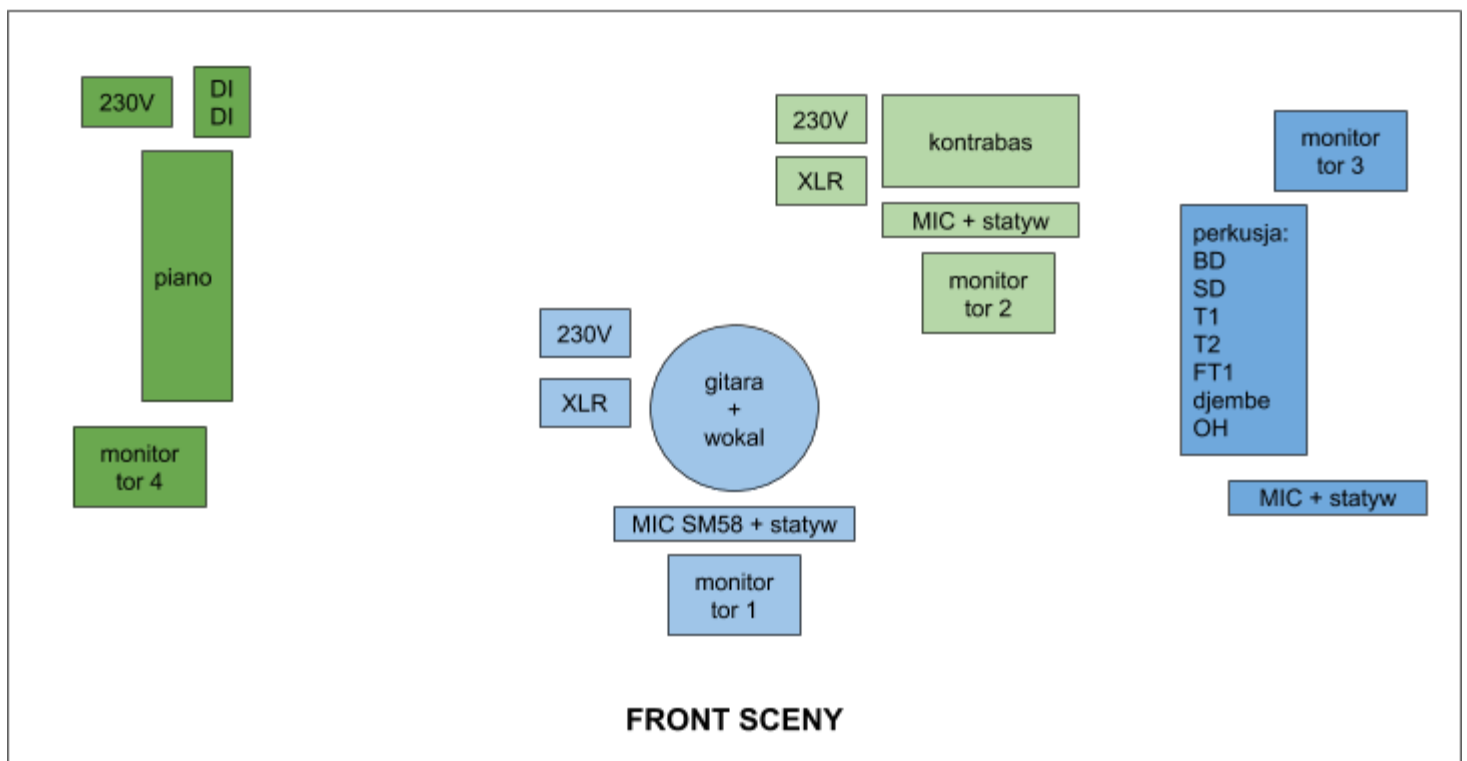 230V
DI
DI
piano
monitor
tor 4
230V
XLR
gitara
+
wokal
MIC SM58 + statyw
monitor
tor 1
230V
XLR
kontrabas
MIC + statyw
monitor
tor 2
monitor
tor 3
perkusja:
BD
SD
T1
T2
FT1
djembe
OH
MIC + statyw
FRONT SCENY